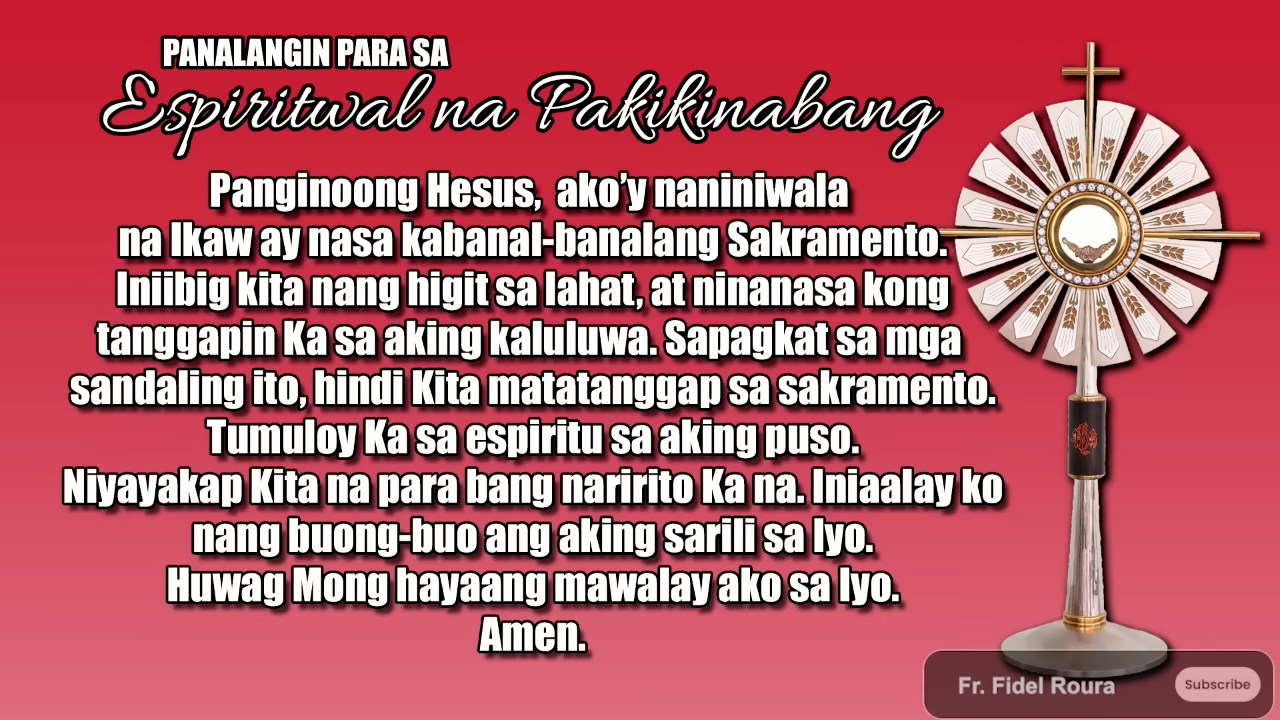 PANALANGIN PARA SA
Espiritwal na Pakikinabang
Panginoong Hesus, ako’y naniniwala
na Ikaw ay nasa kabanal-banalang Sakramento.
Iniibig kita nang higit sa lahat, at ninanasa kong
tanggapin Ka sa aking kaluluwa. Sapagkat sa mga
sandaling ito, hindi Kita matatanggap sa sakramento.
Tumuloy Ka sa espiritu sa aking puso.
Niyayakap Kita na para bang naririto Ka na. Iniaalay ko
nang buong-buo ang aking sarili sa Iyo.
Huwag Mong hayaang mawalay ako sa Iyo.
Amen.
Fr. Fidel Roura
Subscribe